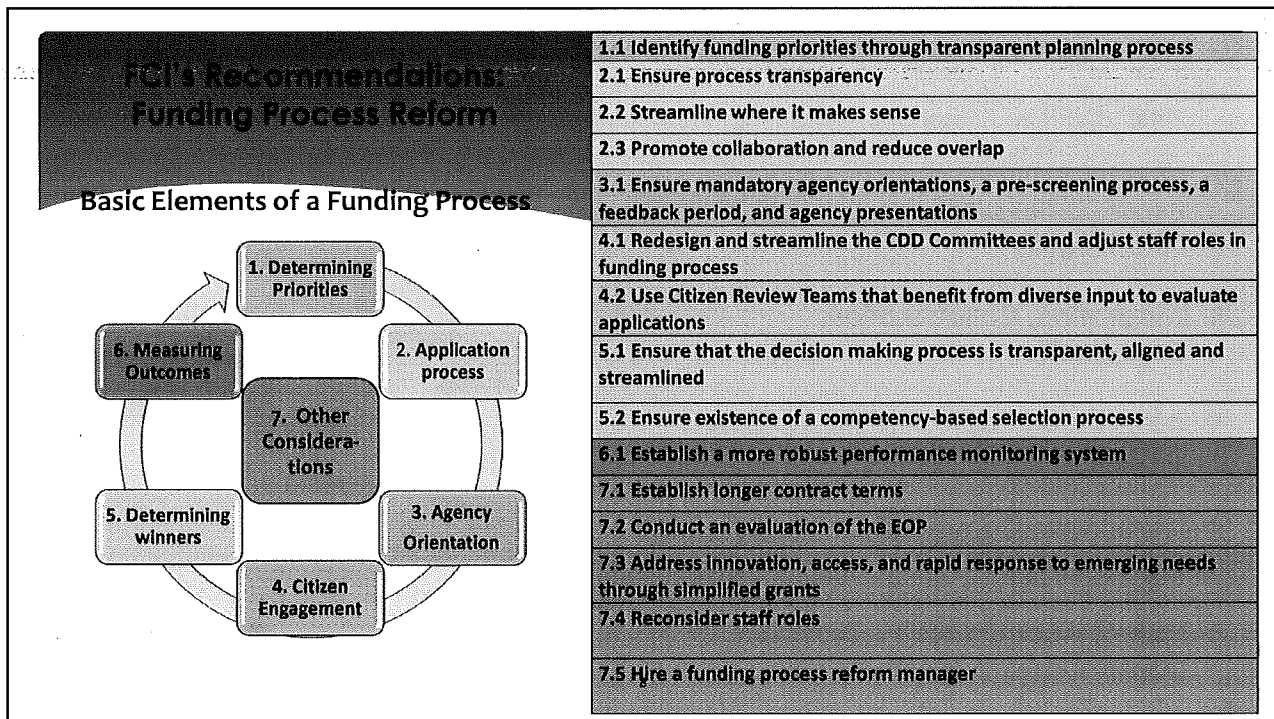 FCI's Recommendations:
Funding Process Reform
Basic Elements of a Funding Process
1. Determining
Priorities
2. Application
process
3. Agency
Orientation
4. Citizen
Engagement
5. Determining
winners
6. Measuring
Outcomes
7. Other
Considera-
tions
1.1 Identify funding priorities through transparent planning process
2.1 Ensure process transparency
2.2 Streamline where it makes sense
2.3 Promote collaboration and reduce overlap
3.1 Ensure mandatory agency orientations, a pre-screening process, a
feedback period, and agency presentations
4.1 Redesign and streamline the CDD Committees and adjust staff roles in
funding process
4.2 Use Citizen Review Teams that benefit from diverse input to evaluate
applications
5.1 Ensure that the decision making process is transparent, aligned and
streamlined
5.2 Ensure existence of a competency-based selection process
6.1 Establish a more robust performance monitoring system
7.1 Establish longer contract terms
7.2 Conduct an evaluation of the EOP
7.3 Address innovation, access, and rapid response to emerging needs
through simplified grants
7.4 Reconsider staff roles
7.5 Hire a funding process reform manager